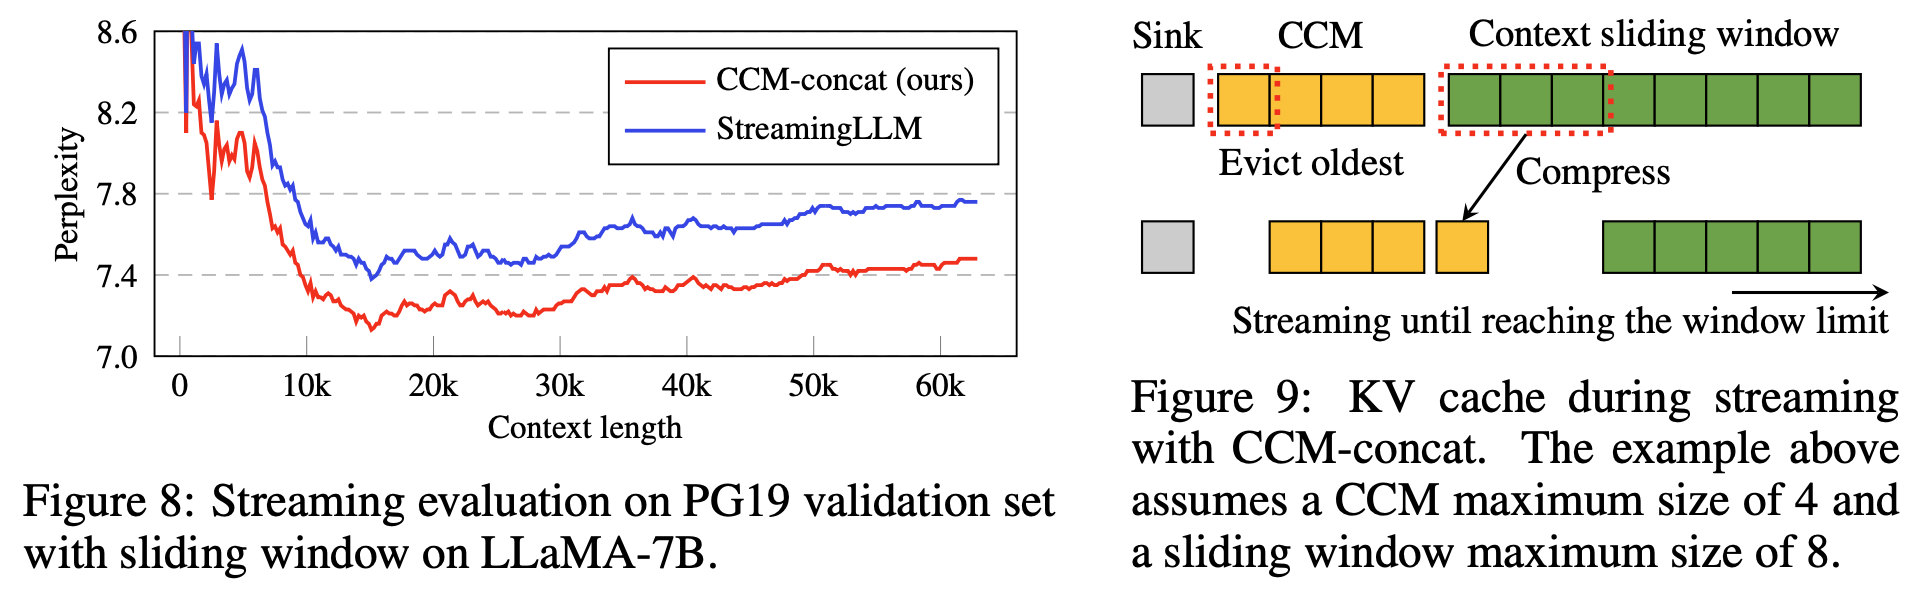 8.6
8.2
7.8
7.4
7.0
Perplexity
CCM-concat (ours)
StreamingLLM
0
10k
20k
30k
40k
50k
60k
Context length
Figure 8: Streaming evaluation on PG19 validation set
with sliding window on LLaMA-7B.
Sink
CCM
Context sliding window
Evict oldest
Compress
Streaming until reaching the window limit
Figure 9: KV cache during streaming
with CCM-concat. The example above
assumes a CCM maximum size of 4 and
a sliding window maximum size of 8.